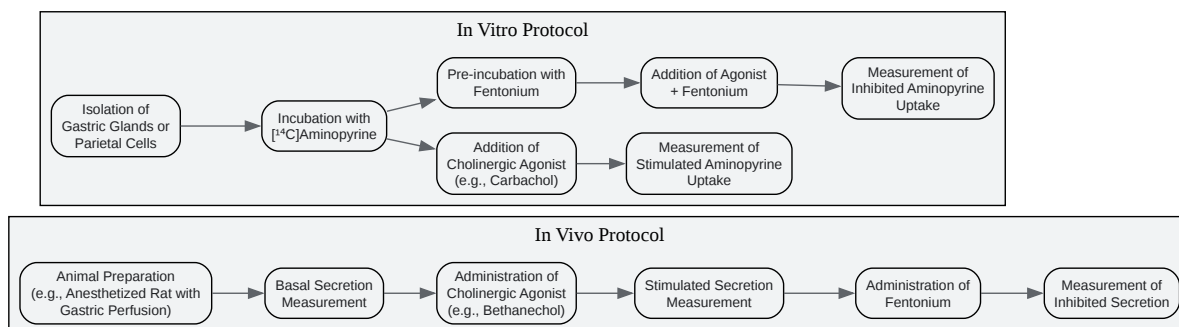 In Vitro Protocol
Isolation of
Gastric Glands or
Parietal Cells
Incubation with
[¹⁴C]Aminopyrine
Pre-incubation with
Fentonium
Addition of Agonist
+ Fentonium
Measurement of
Inhibited Aminopyrine
Uptake
Addition of
Cholinergic Agonist
(e.g., Carbachol)
Measurement of
Stimulated Aminopyrine
Uptake
In Vivo Protocol
Animal Preparation
(e.g., Anesthetized Rat with
Gastric Perfusion)
Basal Secretion
Measurement
Administration of
Cholinergic Agonist
(e.g., Bethanechol)
Stimulated Secretion
Measurement
Administration of
Fentonium
Measurement of
Inhibited Secretion